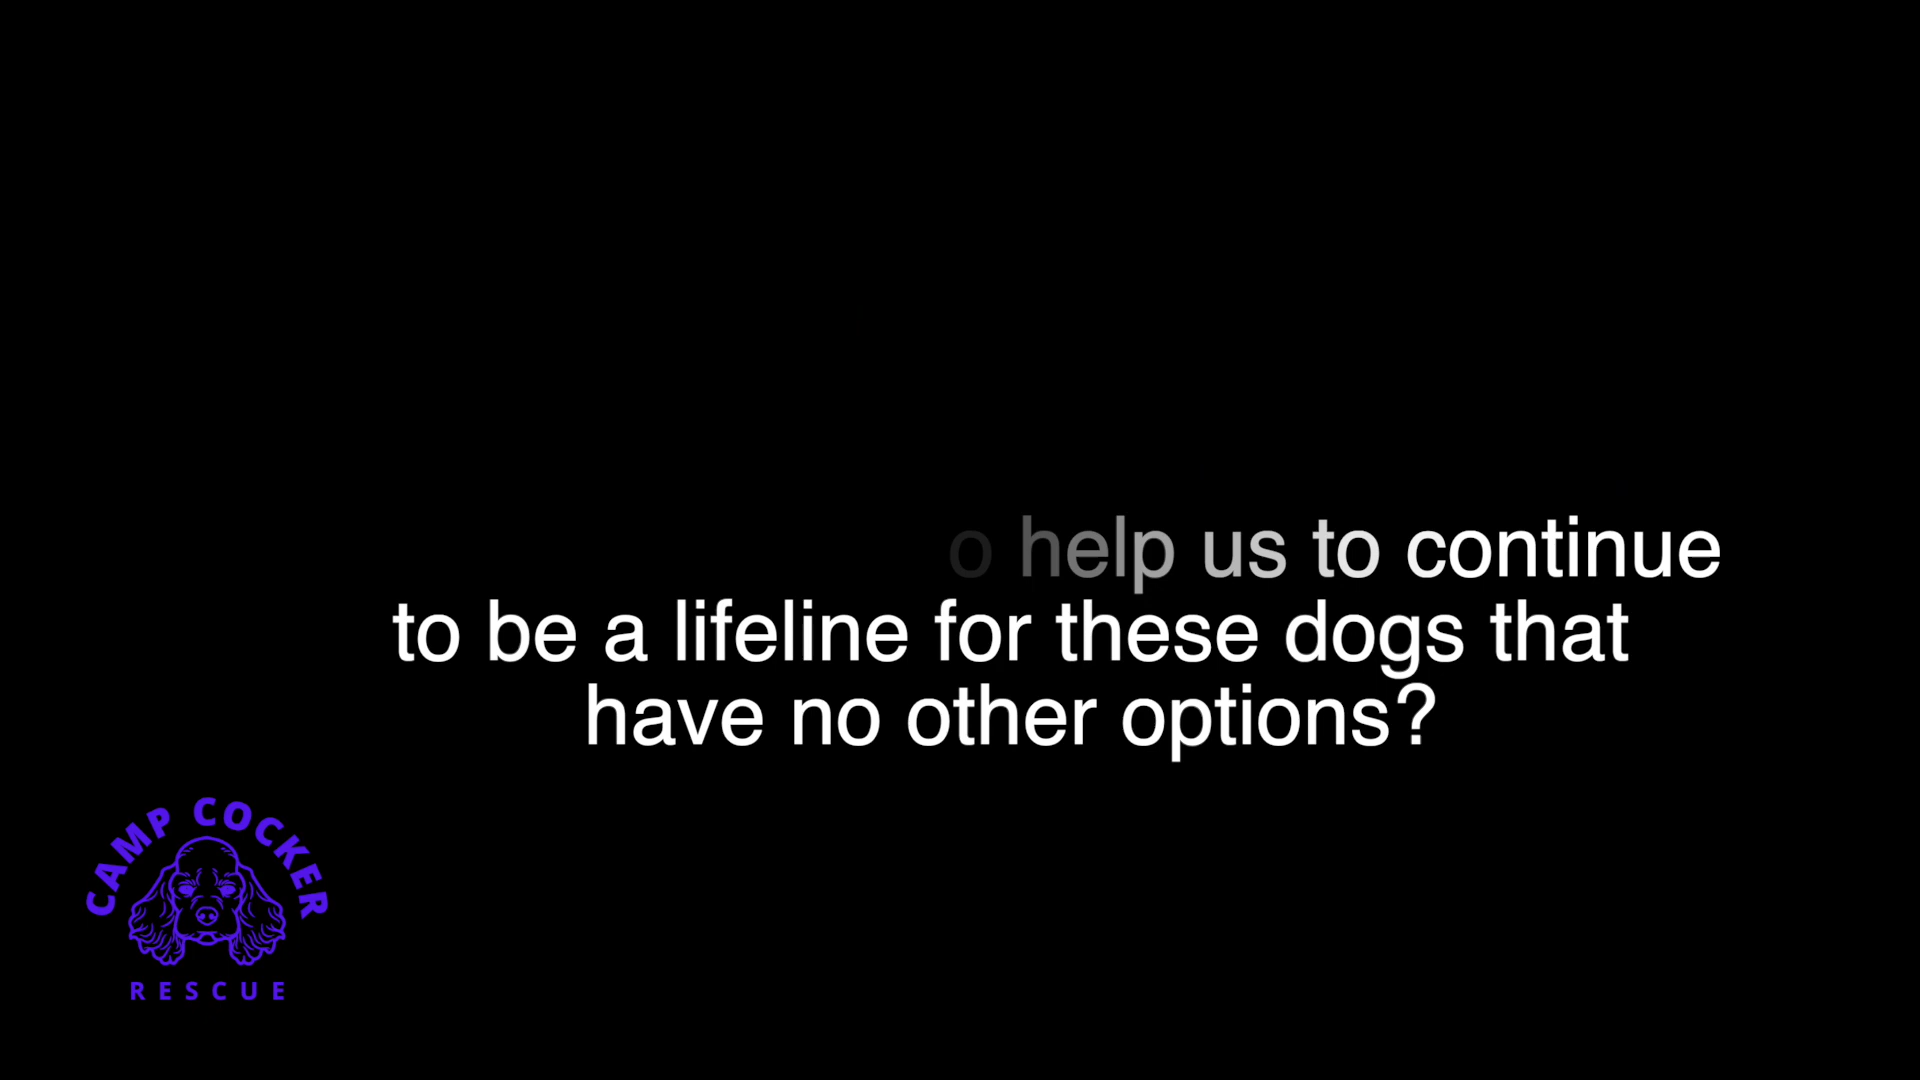 o help us to continue
to be a lifeline for these dogs that
have no other options?
CAMP COCKER
RESCUE